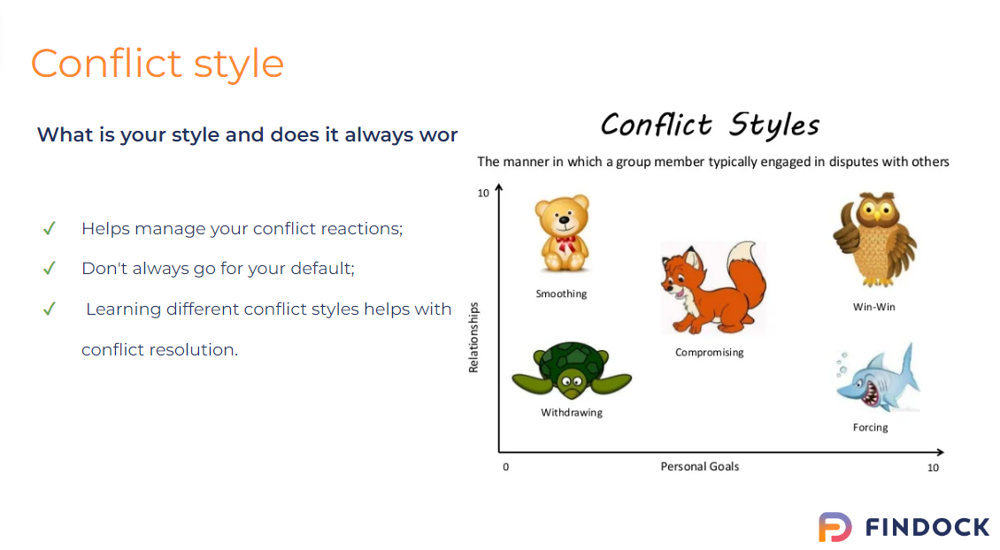 Conflict style
What is your style and does it always wor
✓ Helps manage your conflict reactions;
✓ Don't always go for your default;
✓ Learning different conflict styles helps with
conflict resolution.
Conflict Styles
The manner in which a group member typically engaged in disputes with others
10
Smoothing
Win-Win
Compromising
Relationships
Withdrawing
Forcing
0
Personal Goals
10
FINDOCK